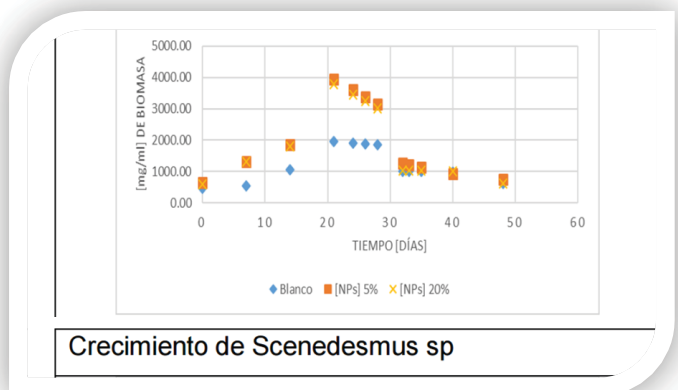 5000.00
4000.00
3000.00
2000.00
1000.00
0.00
[mg/ml] DE BIOMASA
0 10 20 30 40 50 60
TIEMPO [DÍAS]
Blanco [NPs] 5% [NPs] 20%
Crecimiento de Scenedesmus sp